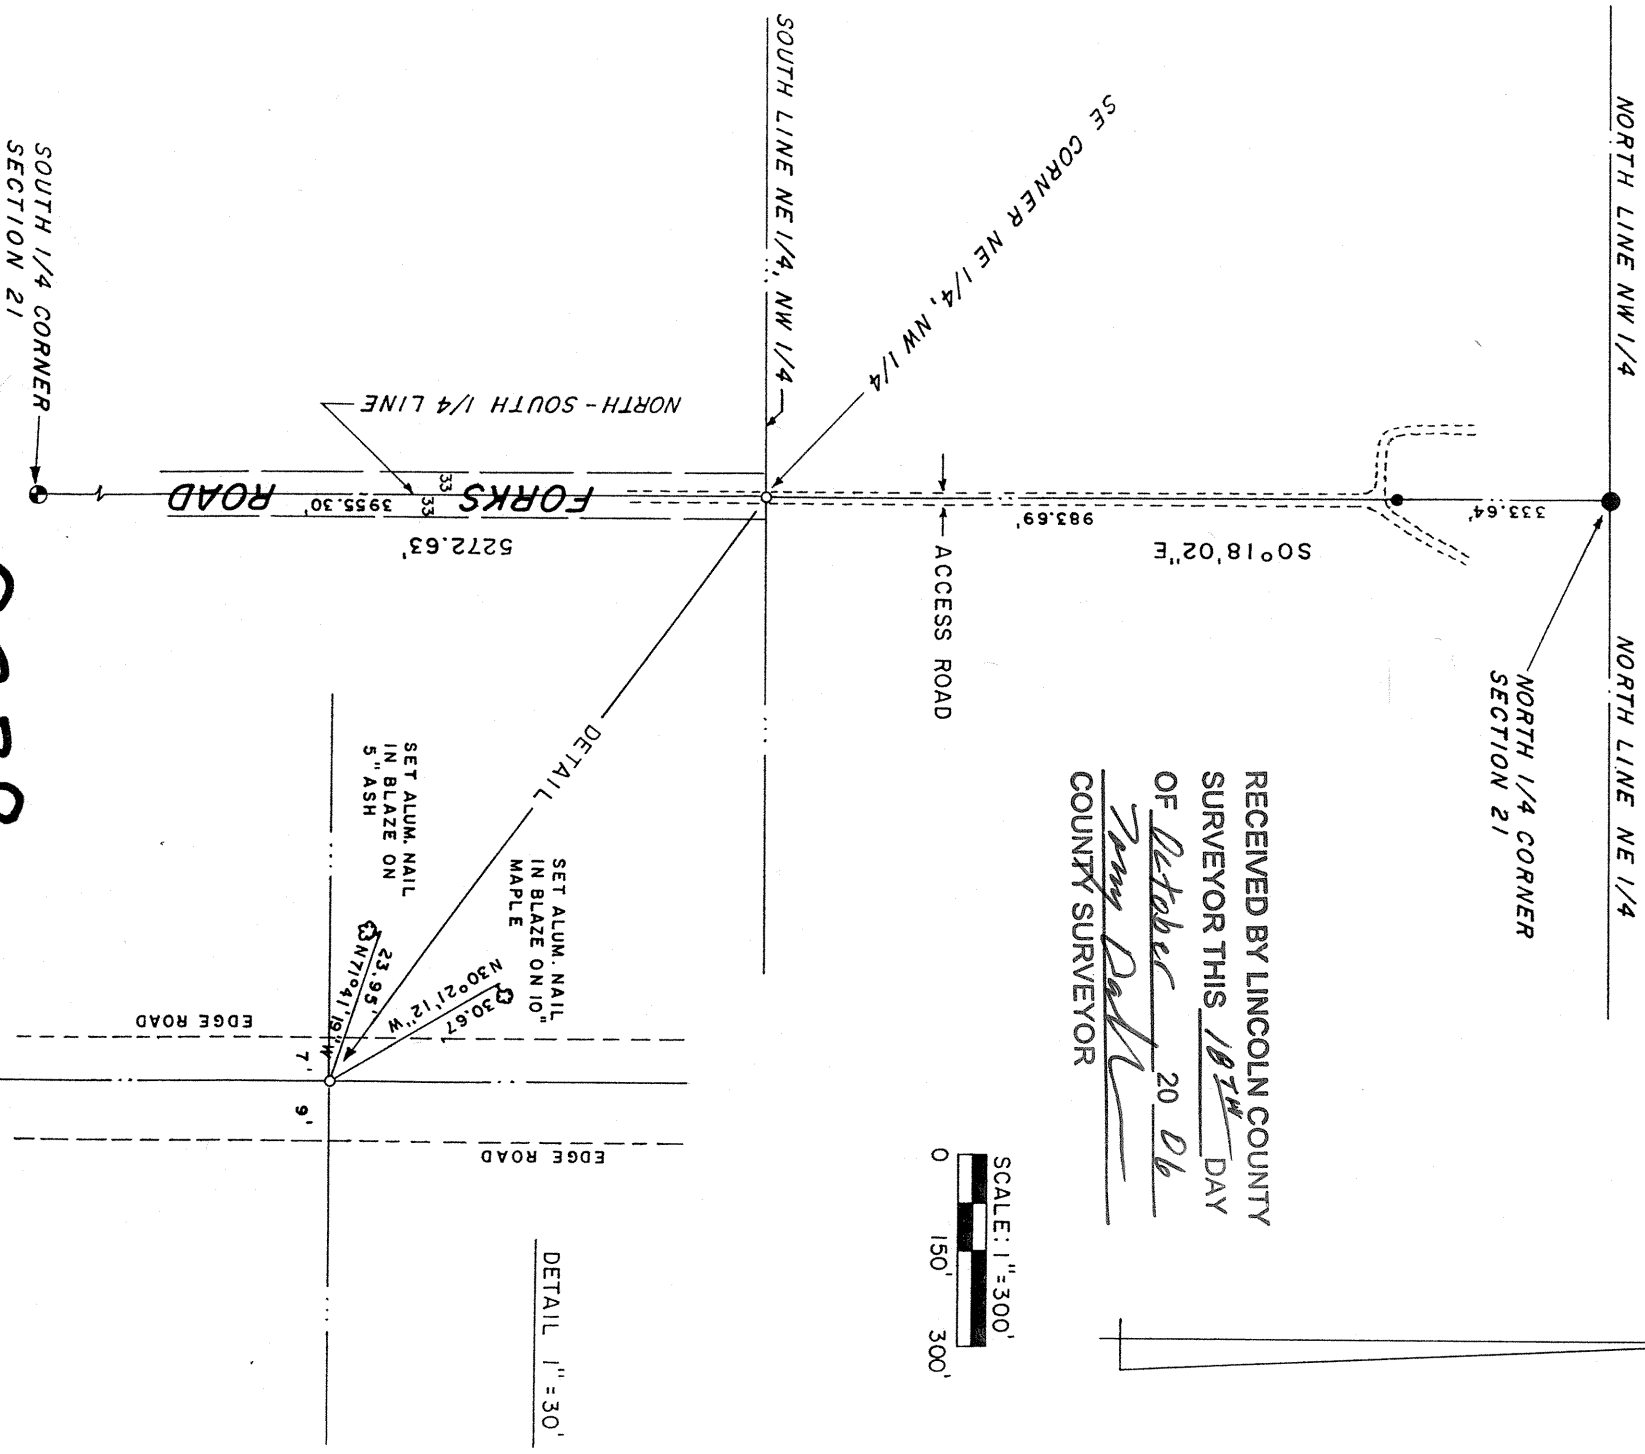 NORTH LINE NW 1/4
NORTH LINE NE 1/4
NORTH 1/4 CORNER
SECTION 21
333.64'
S0°18'02"E
983.69'
ACCESS ROAD
SE CORNER NE 1/4, NW 1/4
SOUTH LINE NE 1/4, NW 1/4
NORTH-SOUTH 1/4 LINE
FORKS ROAD
33
33
3955.30'
5272.63'
SOUTH 1/4 CORNER
SECTION 21
RECEIVED BY LINCOLN COUNTY
SURVEYOR THIS 18TH DAY
OF October 20 06
COUNTY SURVEYOR
SCALE: 1"=300'
0 150' 300'
DETAIL
SET ALUM. NAIL
IN BLAZE ON 10"
MAPLE
N30°21'12"W
30.67
SET ALUM. NAIL
IN BLAZE ON
5" ASH
23.95'
N71°41'19"W
EDGE ROAD
7'
9'
EDGE ROAD
DETAIL 1"=30'